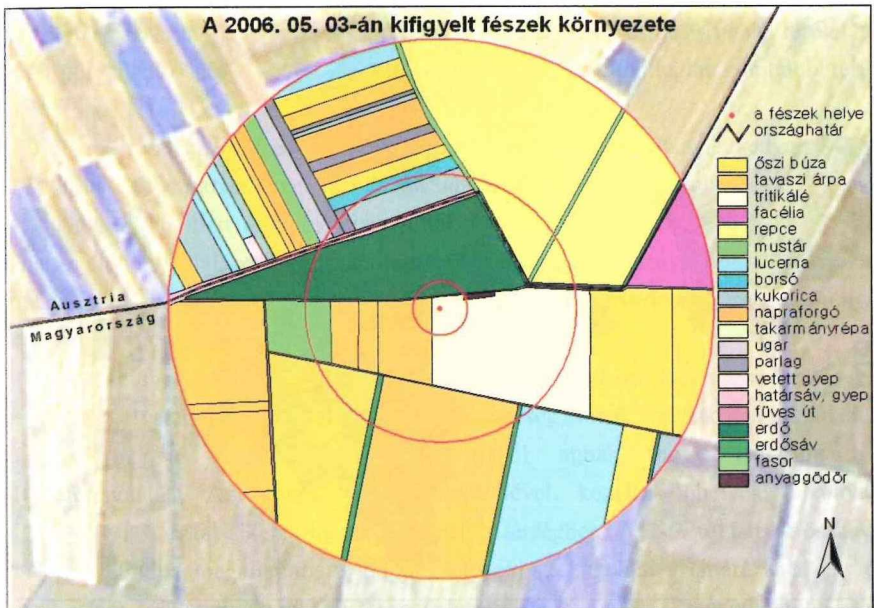 A 2006. 05. 03-án kifigyelt fészek környezete
a fészek helye
országhatár
őszi búza
tavaszi árpa
tritikálé
facélia
repce
mustár
lucerna
borsó
kukorica
napraforgó
takarmányrépa
ugar
parlag
vetett gyep
határsáv, gyep
füves út
erdő
erdősáv
fasor
anyaggödör
Ausztria
Magyarország
N